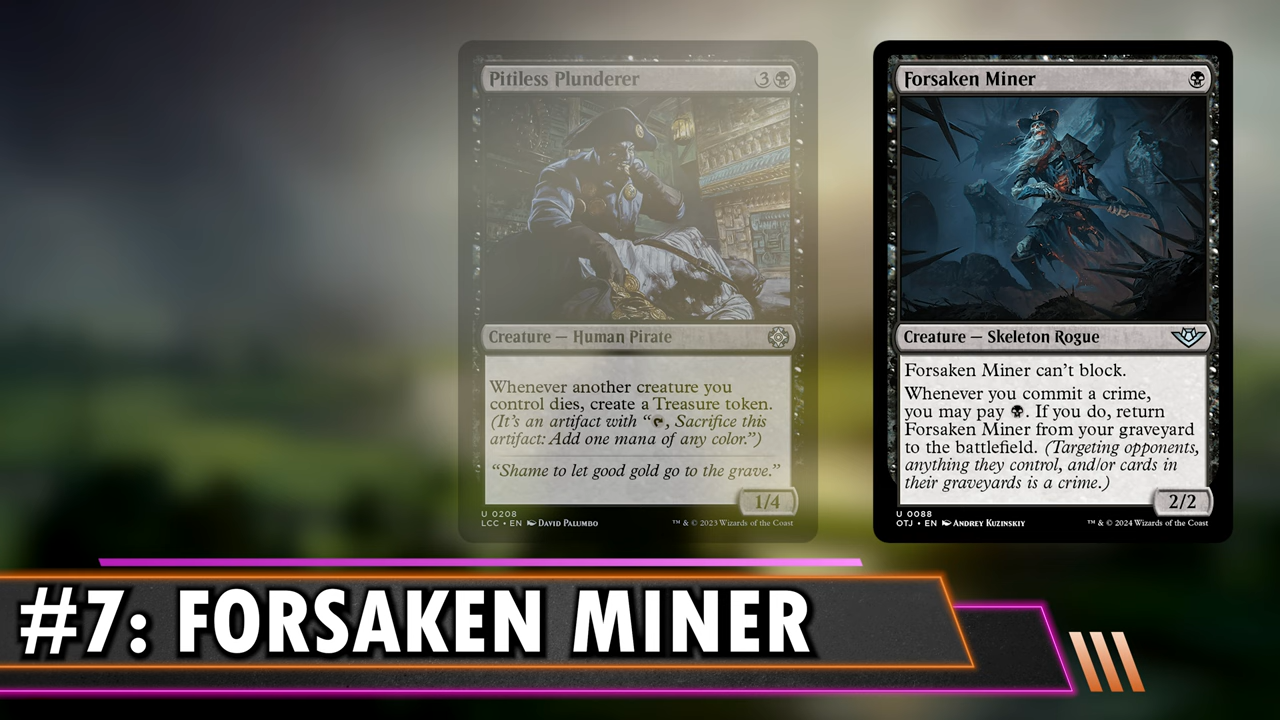 Pitiless Plunderer 3
Creature — Human Pirate
Whenever another creature you
control dies, create a Treasure token.
(It's an artifact with “, Sacrifice this
artifact: Add one mana of any color.”)
“Shame to let good gold go to the grave.”
1/4
U 0208
LCC • EN David Palumbo
™ & © 2023 Wizards of the Coast
Forsaken Miner
Creature — Skeleton Rogue
Forsaken Miner can't block.
Whenever you commit a crime,
you may pay . If you do, return
Forsaken Miner from your graveyard
to the battlefield. (Targeting opponents,
anything they control, and/or cards in
their graveyards is a crime.)
2/2
U 0088
OTJ • EN Andrey Kuzinskiy
™ & © 2024 Wizards of the Coast
#7: FORSAKEN MINER